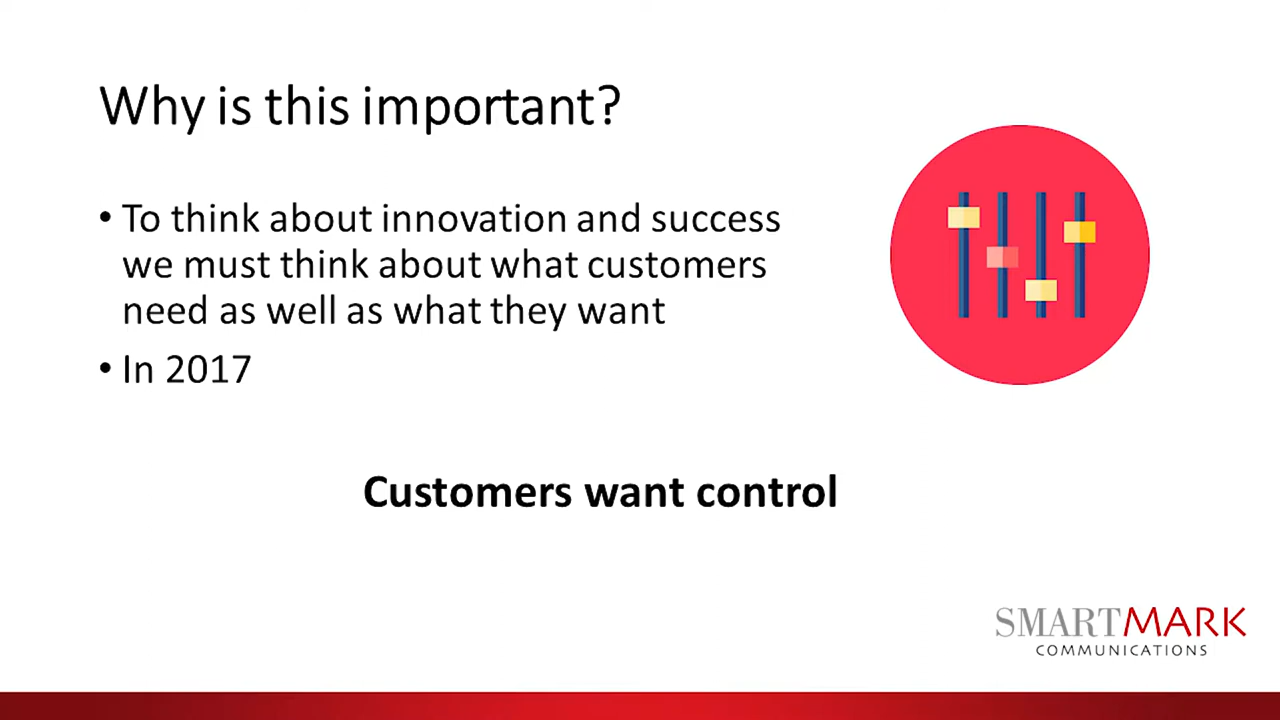 Why is this important?
• To think about innovation and success
we must think about what customers
need as well as what they want
• In 2017
Customers want control
SMARTMARK
COMMUNICATIONS